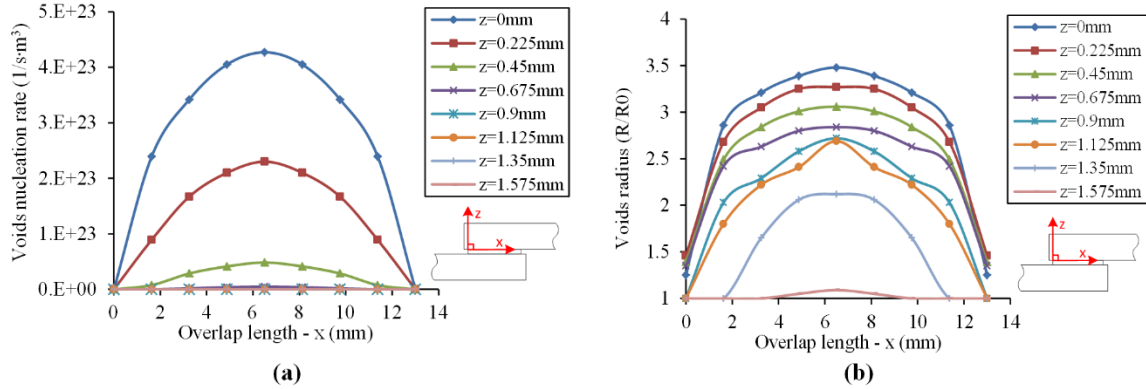 Voids nucleation rate (1/s·m³)
5.E+23
4.E+23
3.E+23
2.E+23
1.E+23
0.E+00
0 2 4 6 8 10 12 14
Overlap length - x (mm)
z=0mm
z=0.225mm
z=0.45mm
z=0.675mm
z=0.9mm
z=1.125mm
z=1.35mm
z=1.575mm
z
x
(a)
Voids radius (R/R0)
4
3.5
3
2.5
2
1.5
1
0 2 4 6 8 10 12 14
Overlap length - x (mm)
z=0mm
z=0.225mm
z=0.45mm
z=0.675mm
z=0.9mm
z=1.125mm
z=1.35mm
z=1.575mm
z
x
(b)